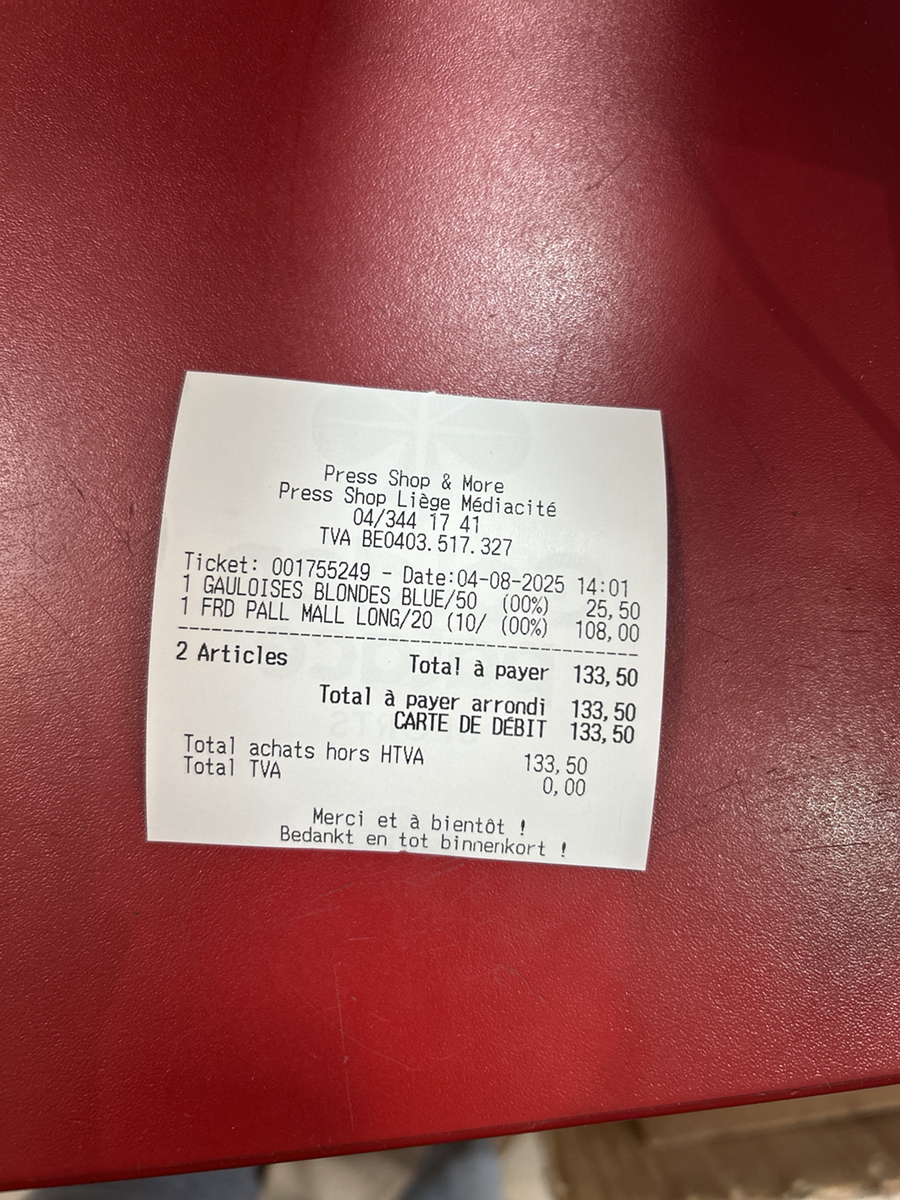 Press Shop & More
Press Shop Liège Médiacité
04/344 17 41
TVA BE0403.517.327
Ticket: 001755249 - Date:04-08-2025 14:01
1 GAULOISES BLONDES BLUE/50 (00%) 25,50
1 FRD PALL MALL LONG/20 (10/ (00%) 108,00
2 Articles Total à payer 133,50
Total à payer arrondi 133,50
CARTE DE DÉBIT 133,50
Total achats hors HTVA 133,50
Total TVA 0,00
Merci et à bientôt !
Bedankt en tot binnenkort !